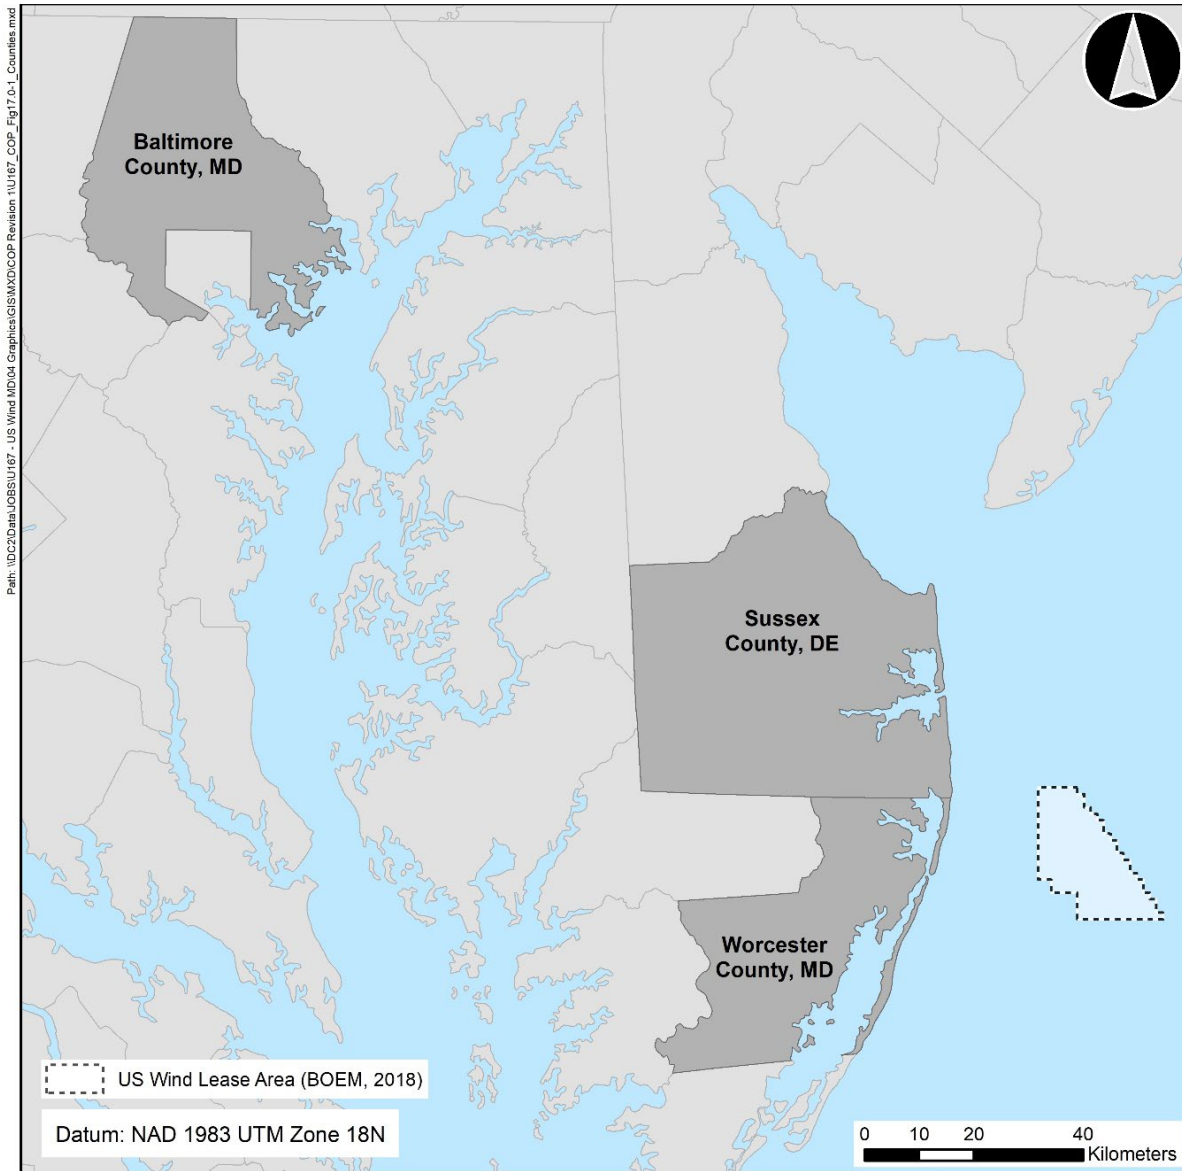 Path: \\DC2\Data\JOBS\U167 - US Wind MD\04 Graphics\GIS\MXD\COP Revision 1\U167_COP_Fig17.0-1_Counties.mxd
Baltimore
County, MD
Sussex
County, DE
Worcester
County, MD
US Wind Lease Area (BOEM, 2018)
Datum: NAD 1983 UTM Zone 18N
0 10 20 40
Kilometers